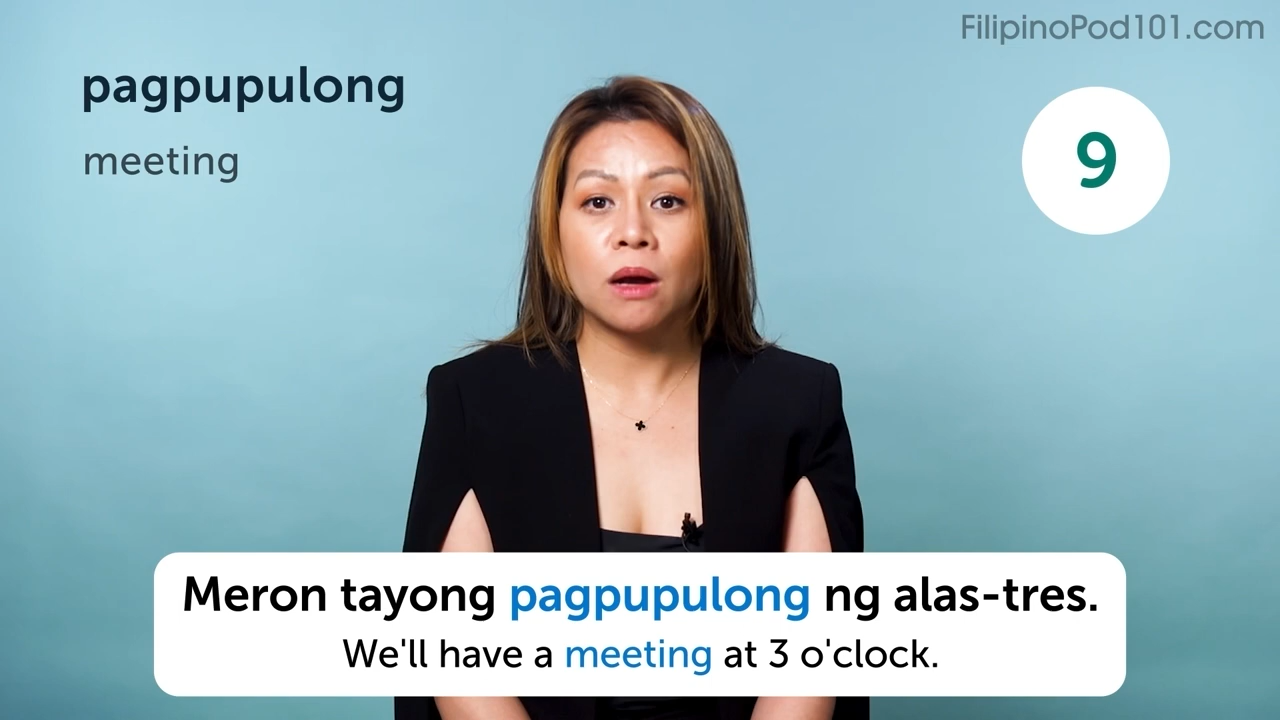 FilipinoPod101.com
pagpupulong
meeting
9
Meron tayong pagpupulong ng alas-tres.
We'll have a meeting at 3 o'clock.